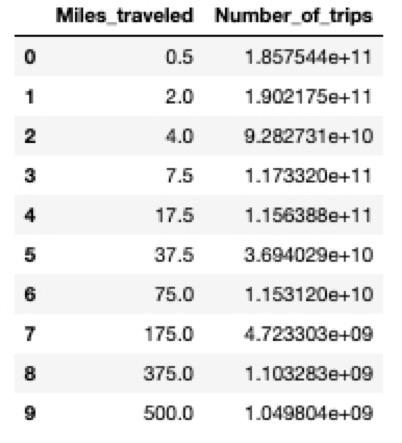 Miles_traveled Number_of_trips
0 0.5 1.857544e+11
1 2.0 1.902175e+11
2 4.0 9.282731e+10
3 7.5 1.173320e+11
4 17.5 1.156388e+11
5 37.5 3.694029e+10
6 75.0 1.153120e+10
7 175.0 4.723303e+09
8 375.0 1.103283e+09
9 500.0 1.049804e+09